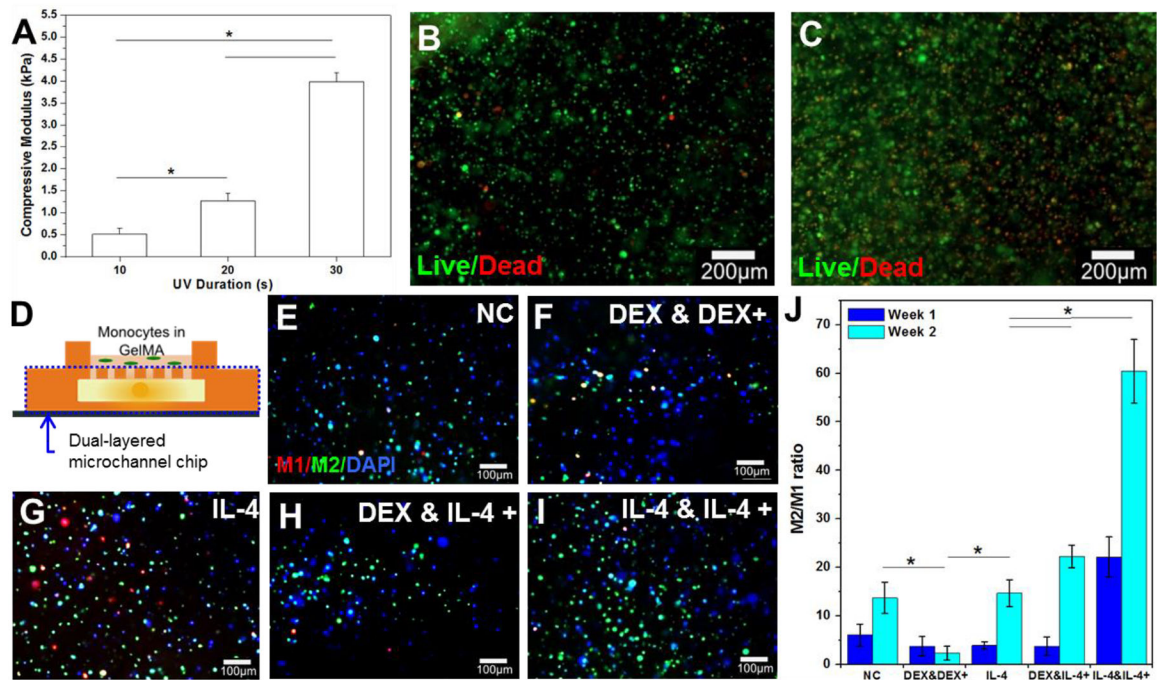 A
Compressive Modulus (kPa)
5.5
5.0
4.5
4.0
3.5
3.0
2.5
2.0
1.5
1.0
0.5
0.0
*
*
10
20
30
UV Duration (s)
B
Live/Dead
200μm
C
Live/Dead
200μm
D
Monocytes in
GelMA
Dual-layered
microchannel chip
E
NC
M1/M2/DAPI
100μm
F
DEX & DEX+
100μm
G
IL-4
100μm
H
DEX & IL-4 +
100μm
I
IL-4 & IL-4 +
100μm
J
M2/M1 ratio
70
60
50
40
30
20
10
0
Week 1
Week 2
*
*
*
NC
DEX&DEX+
IL-4
DEX&IL-4+
IL-4&IL-4+